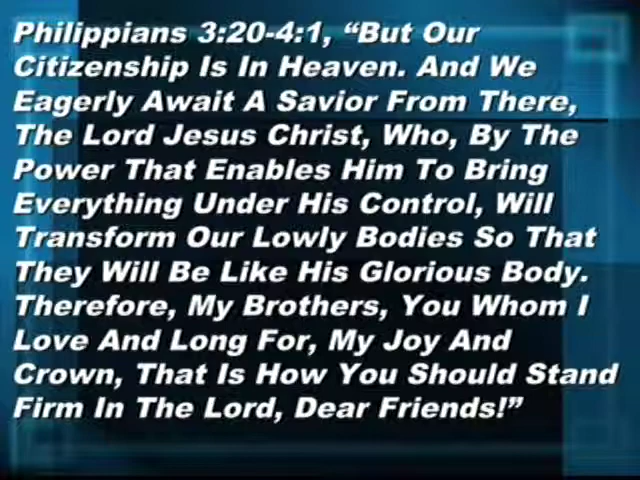 Philippians 3:20-4:1, “But Our
Citizenship Is In Heaven. And We
Eagerly Await A Savior From There,
The Lord Jesus Christ, Who, By The
Power That Enables Him To Bring
Everything Under His Control, Will
Transform Our Lowly Bodies So That
They Will Be Like His Glorious Body.
Therefore, My Brothers, You Whom I
Love And Long For, My Joy And
Crown, That Is How You Should Stand
Firm In The Lord, Dear Friends!”